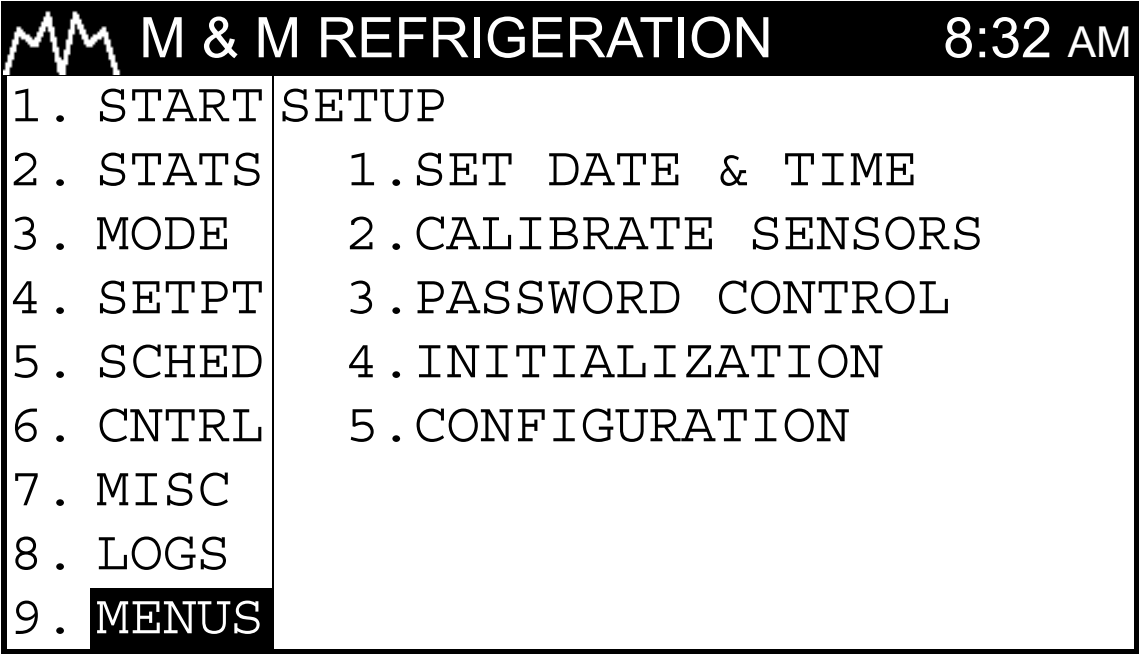 M & M REFRIGERATION 8:32 AM
1. START
2. STATS
3. MODE
4. SETPT
5. SCHED
6. CNTRL
7. MISC
8. LOGS
9. MENUS
SETUP
1.SET DATE & TIME
2.CALIBRATE SENSORS
3.PASSWORD CONTROL
4.INITIALIZATION
5.CONFIGURATION